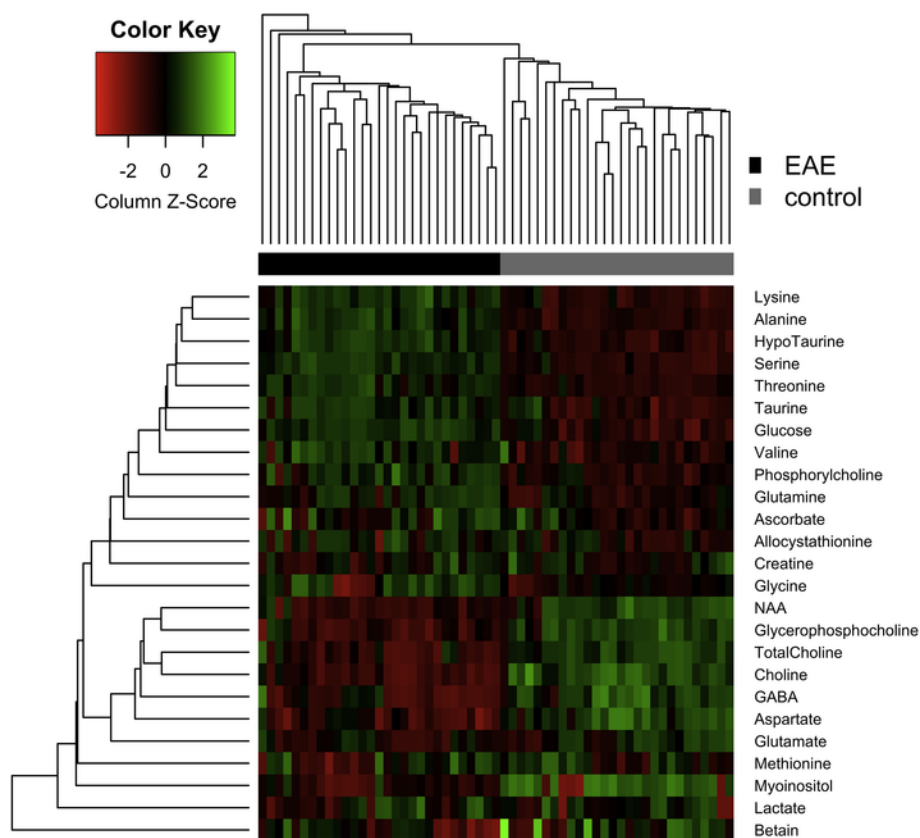 Color Key
-2 0 2
Column Z-Score
EAE
control
Lysine
Alanine
HypoTaurine
Serine
Threonine
Taurine
Glucose
Valine
Phosphorylcholine
Glutamine
Ascorbate
Allocystathionine
Creatine
Glycine
NAA
Glycerophosphocholine
TotalCholine
Choline
GABA
Aspartate
Glutamate
Methionine
Myoinositol
Lactate
Betain